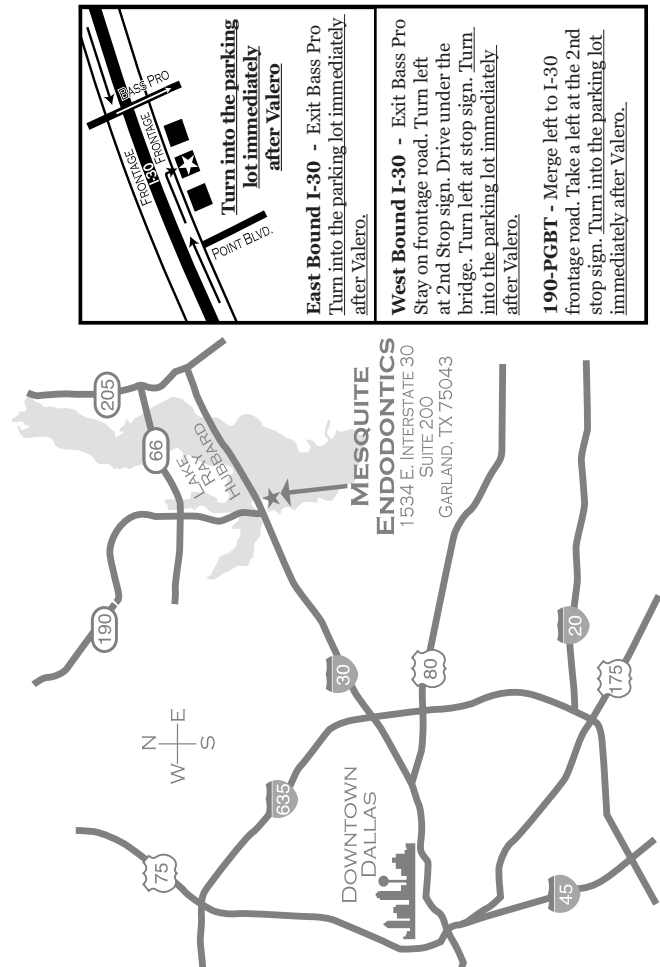 75
635
N
W E
S
190
66
205
LAKE
RAY
HUBBARD
DOWNTOWN
DALLAS
30
80
45
175
20
MESQUITE
ENDODONTICS
1534 E. INTERSTATE 30
SUITE 200
GARLAND, TX 75043
FRONTAGE
I-30
FRONTAGE
BASS PRO
POINT BLVD.
Turn into the parking
lot immediately
after Valero
East Bound I-30 - Exit Bass Pro
Turn into the parking lot immediately
after Valero.
West Bound I-30 - Exit Bass Pro
Stay on frontage road. Turn left
at 2nd Stop sign. Drive under the
bridge. Turn left at stop sign. Turn
into the parking lot immediately
after Valero.
190-PGBT - Merge left to I-30
frontage road. Take a left at the 2nd
stop sign. Turn into the parking lot
immediately after Valero.